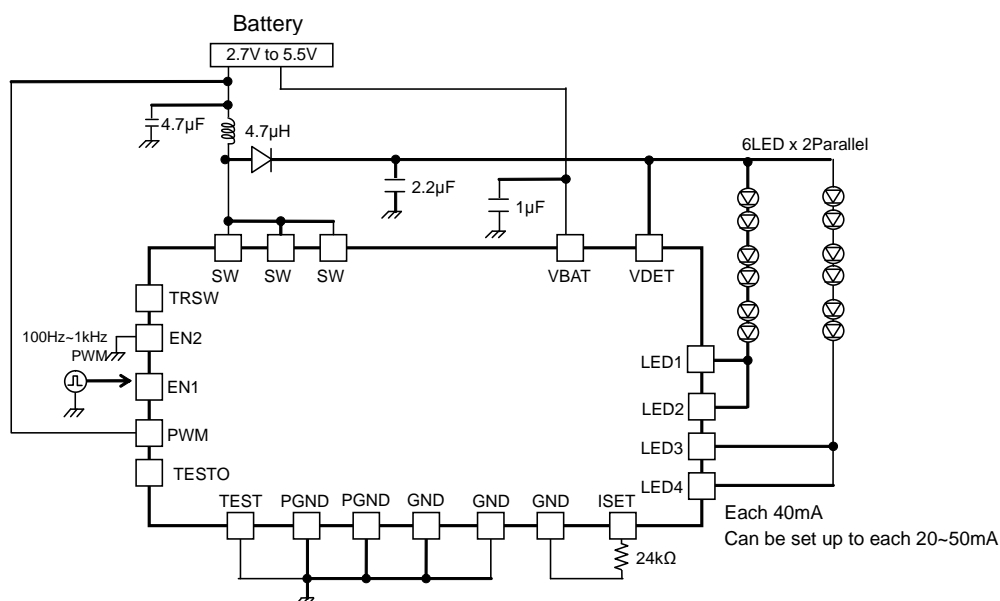 Battery
2.7V to 5.5V
4.7µF
4.7µH
6LED x 2Parallel
2.2µF
1µF
SW
SW
SW
VBAT
VDET
TRSW
100Hz~1kHz
PWM
EN2
EN1
PWM
TESTO
LED1
LED2
LED3
LED4
TEST
PGND
PGND
GND
GND
GND
ISET
24kΩ
Each 40mA
Can be set up to each 20~50mA